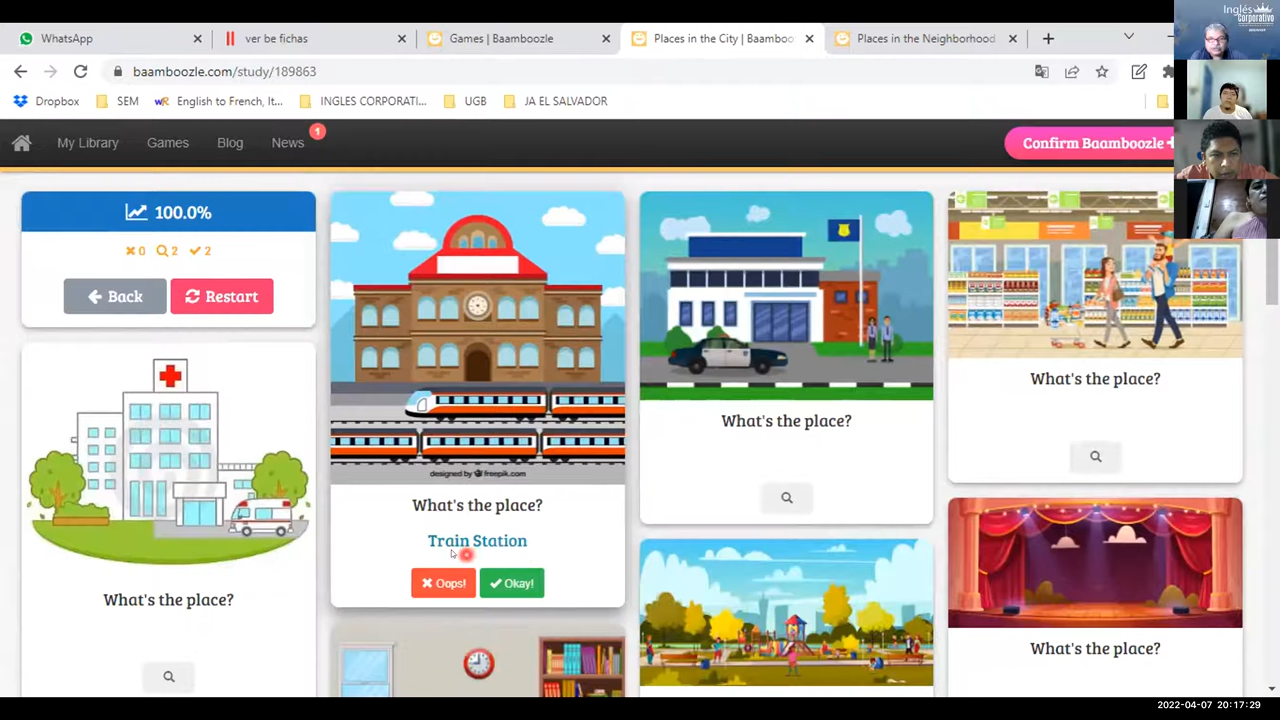 WhatsApp
ver be fichas
Games | Baamboozle
Places in the City | Baamboo
Places in the Neighborhood
baamboozle.com/study/189863
Dropbox
SEM
English to French, It...
INGLES CORPORATI...
UGB
JA EL SALVADOR
Inglés
Corporativo
My Library
Games
Blog
News
1
Confirm Baamboozle
100.0%
0
2
2
Back
Restart
What's the place?
designed by freepik.com
What's the place?
Train Station
Oops!
Okay!
What's the place?
What's the place?
What's the place?
2022-04-07 20:17:29